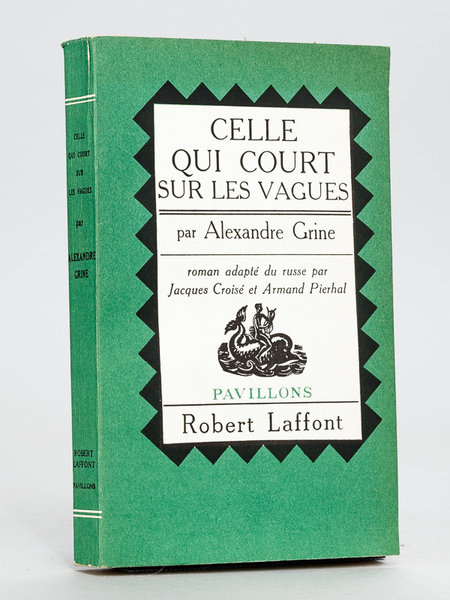 CELLE
QUI COURT
SUR LES VAGUES
par
ALEXANDRE
GRINE
ROBERT
LAFFONT
PAVILLONS
CELLE
QUI COURT
SUR LES VAGUES
par Alexandre Grine
roman adapté du russe par
Jacques Croisé et Armand Pierhal
PAVILLONS
Robert Laffont